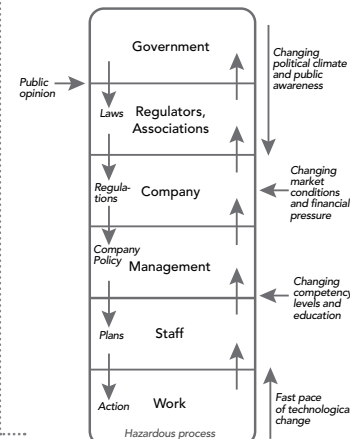 Government
Changing
political climate
and public
awareness
Public
opinion
Laws
Regulators,
Associations
Regula-
tions
Company
Changing
market
conditions
and financial
pressure
Company
Policy
Management
Changing
competency
levels and
education
Plans
Staff
Action
Work
Fast pace
of technological
change
Hazardous process